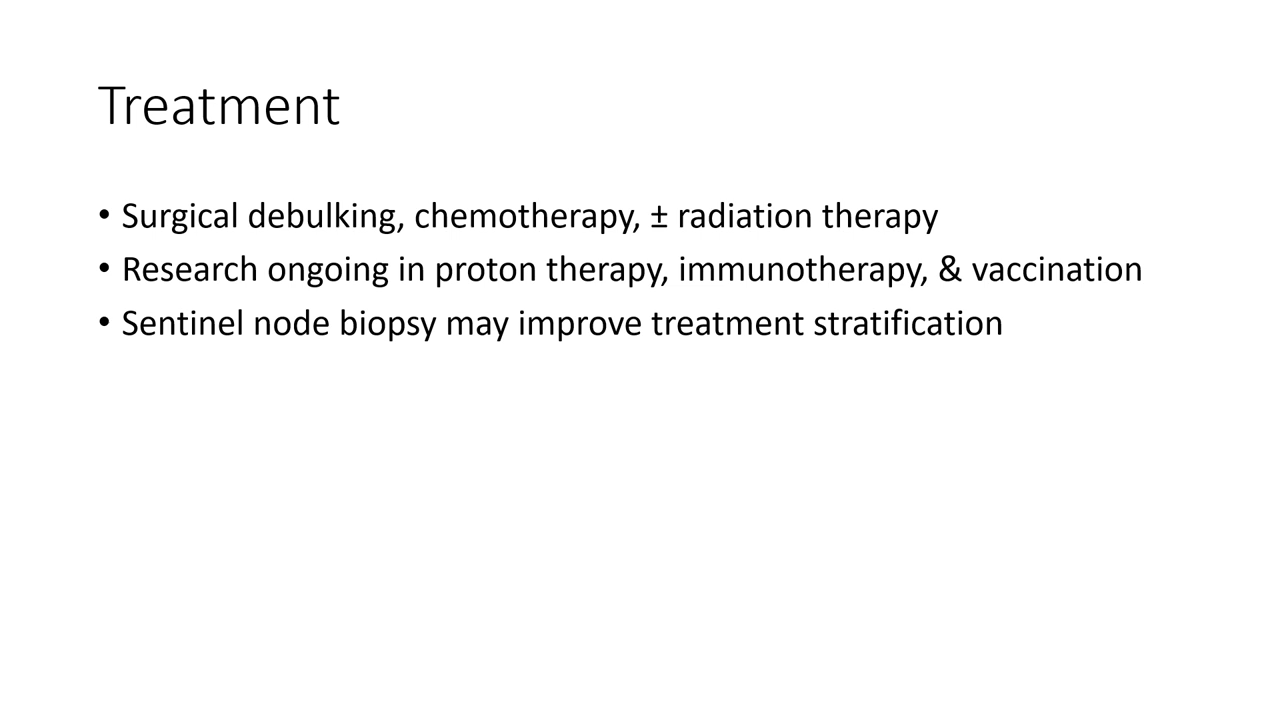 Treatment
• Surgical debulking, chemotherapy, ± radiation therapy
• Research ongoing in proton therapy, immunotherapy, & vaccination
• Sentinel node biopsy may improve treatment stratification